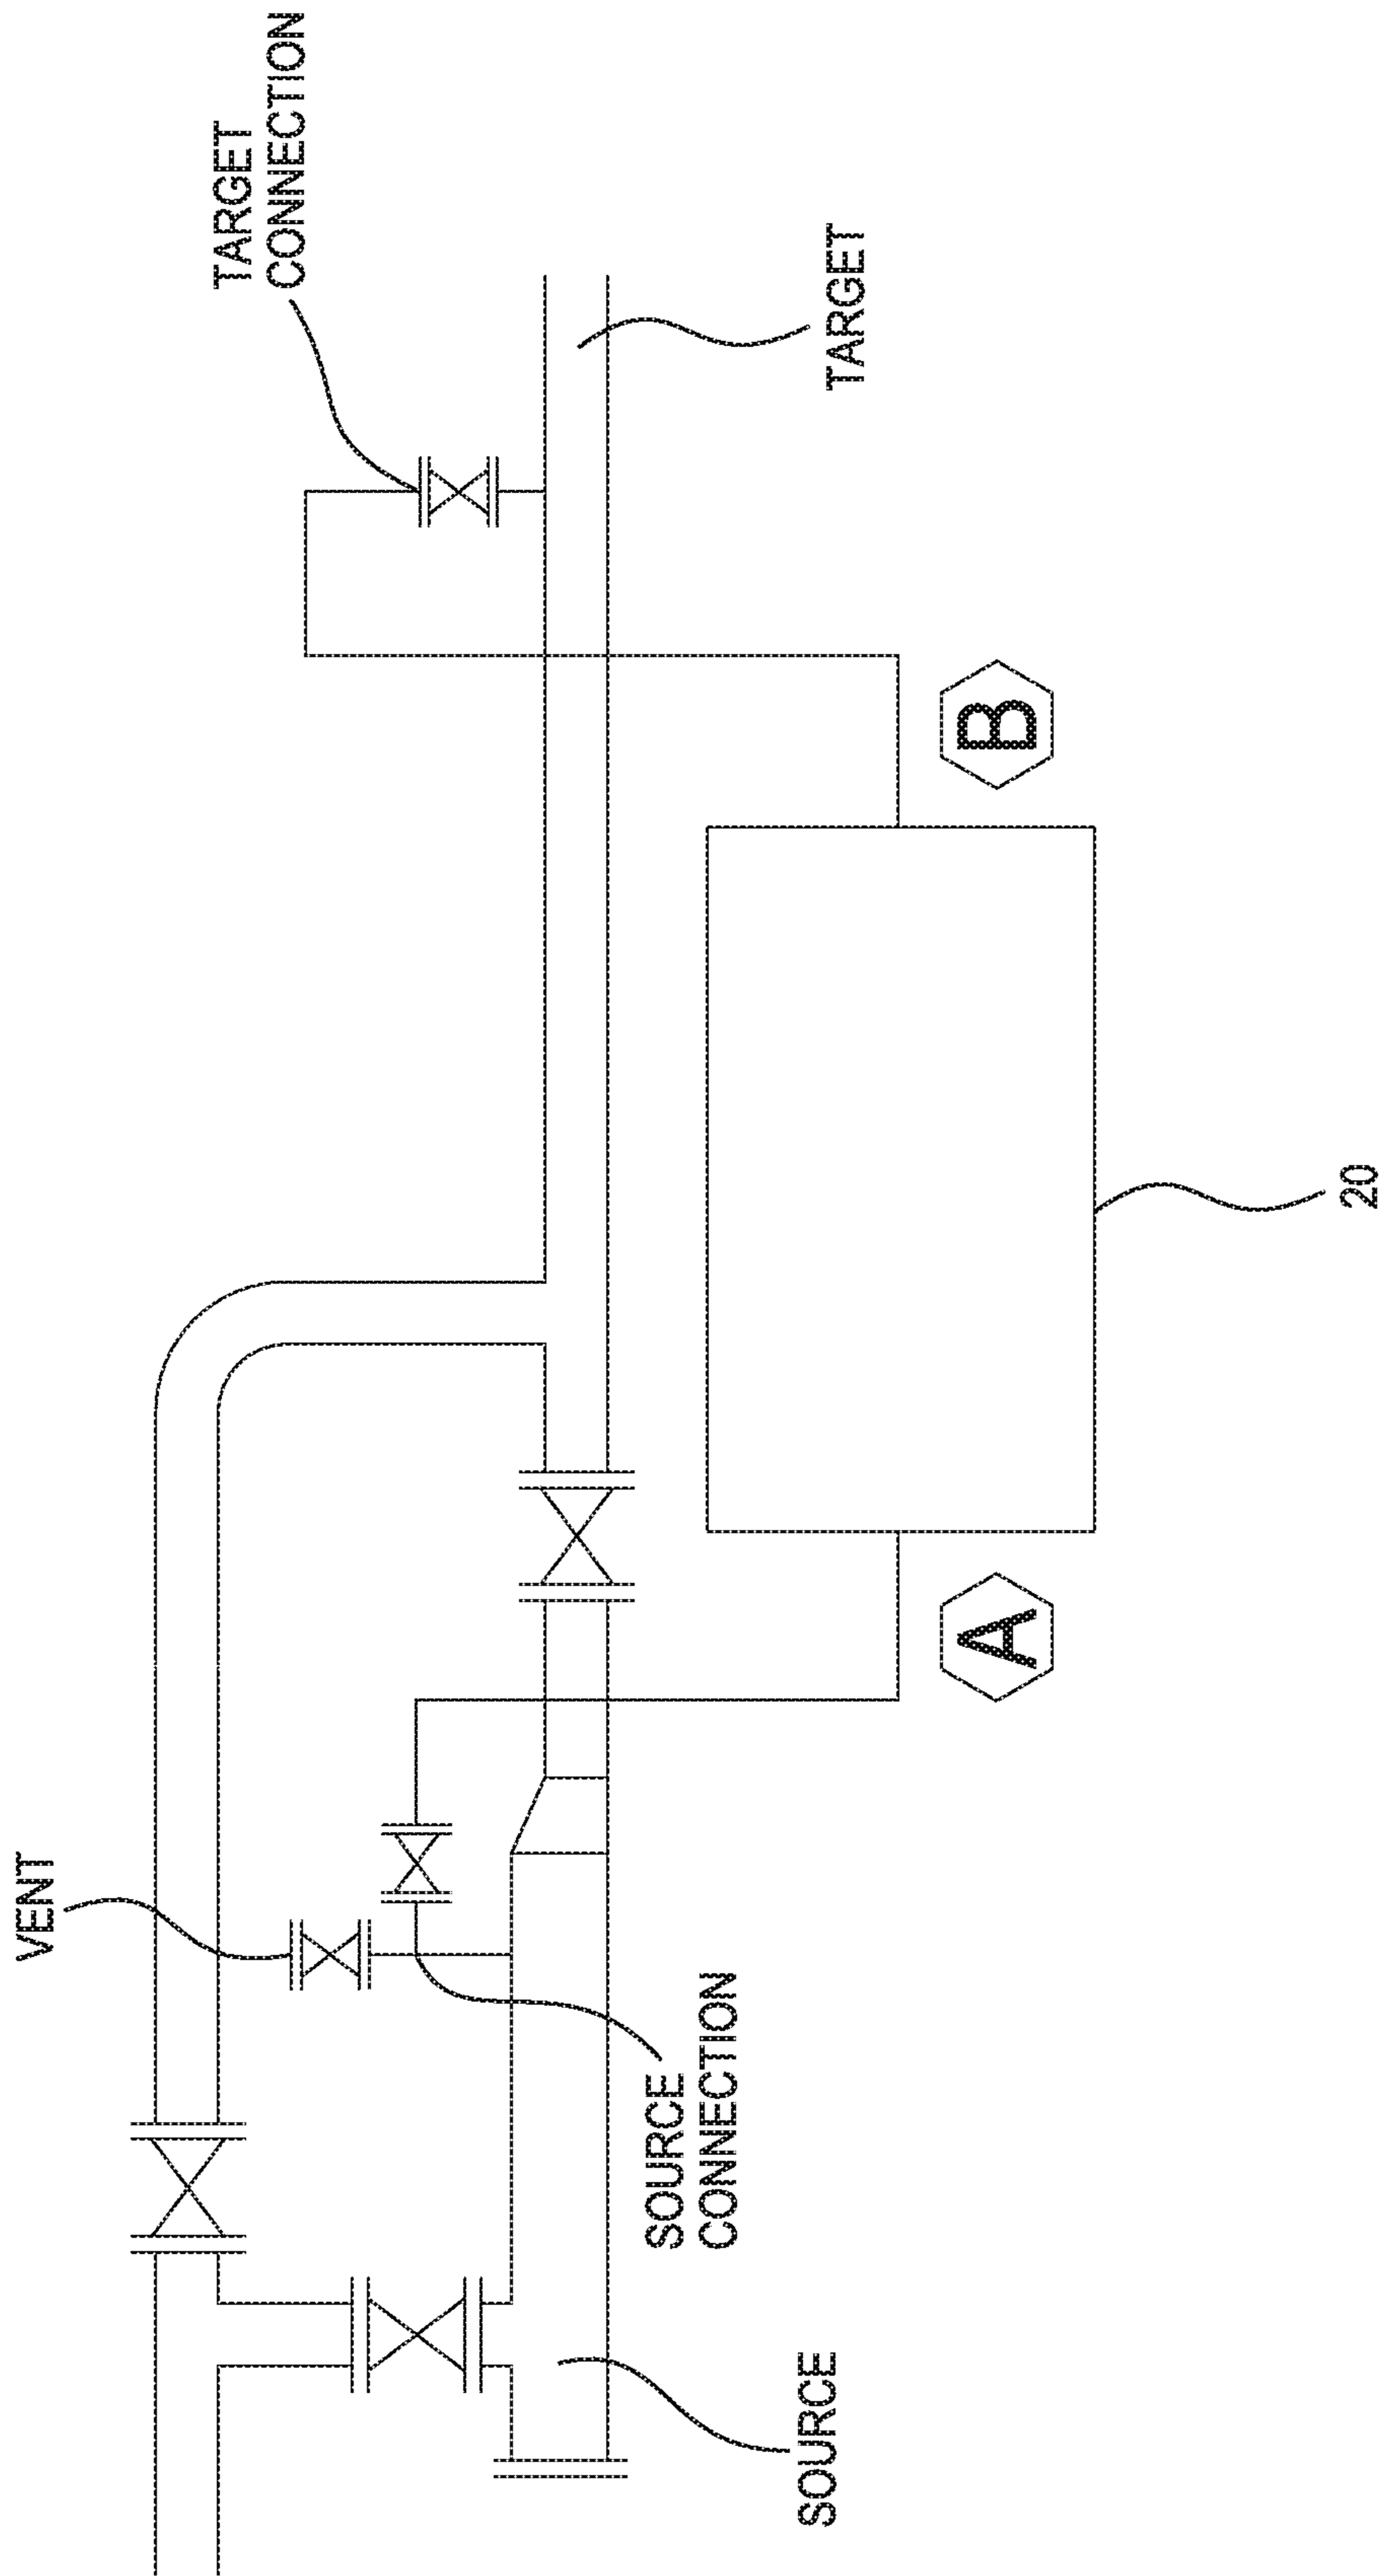 TARGET
CONNECTION
TARGET
B
20
A
VENT
SOURCE
CONNECTION
SOURCE